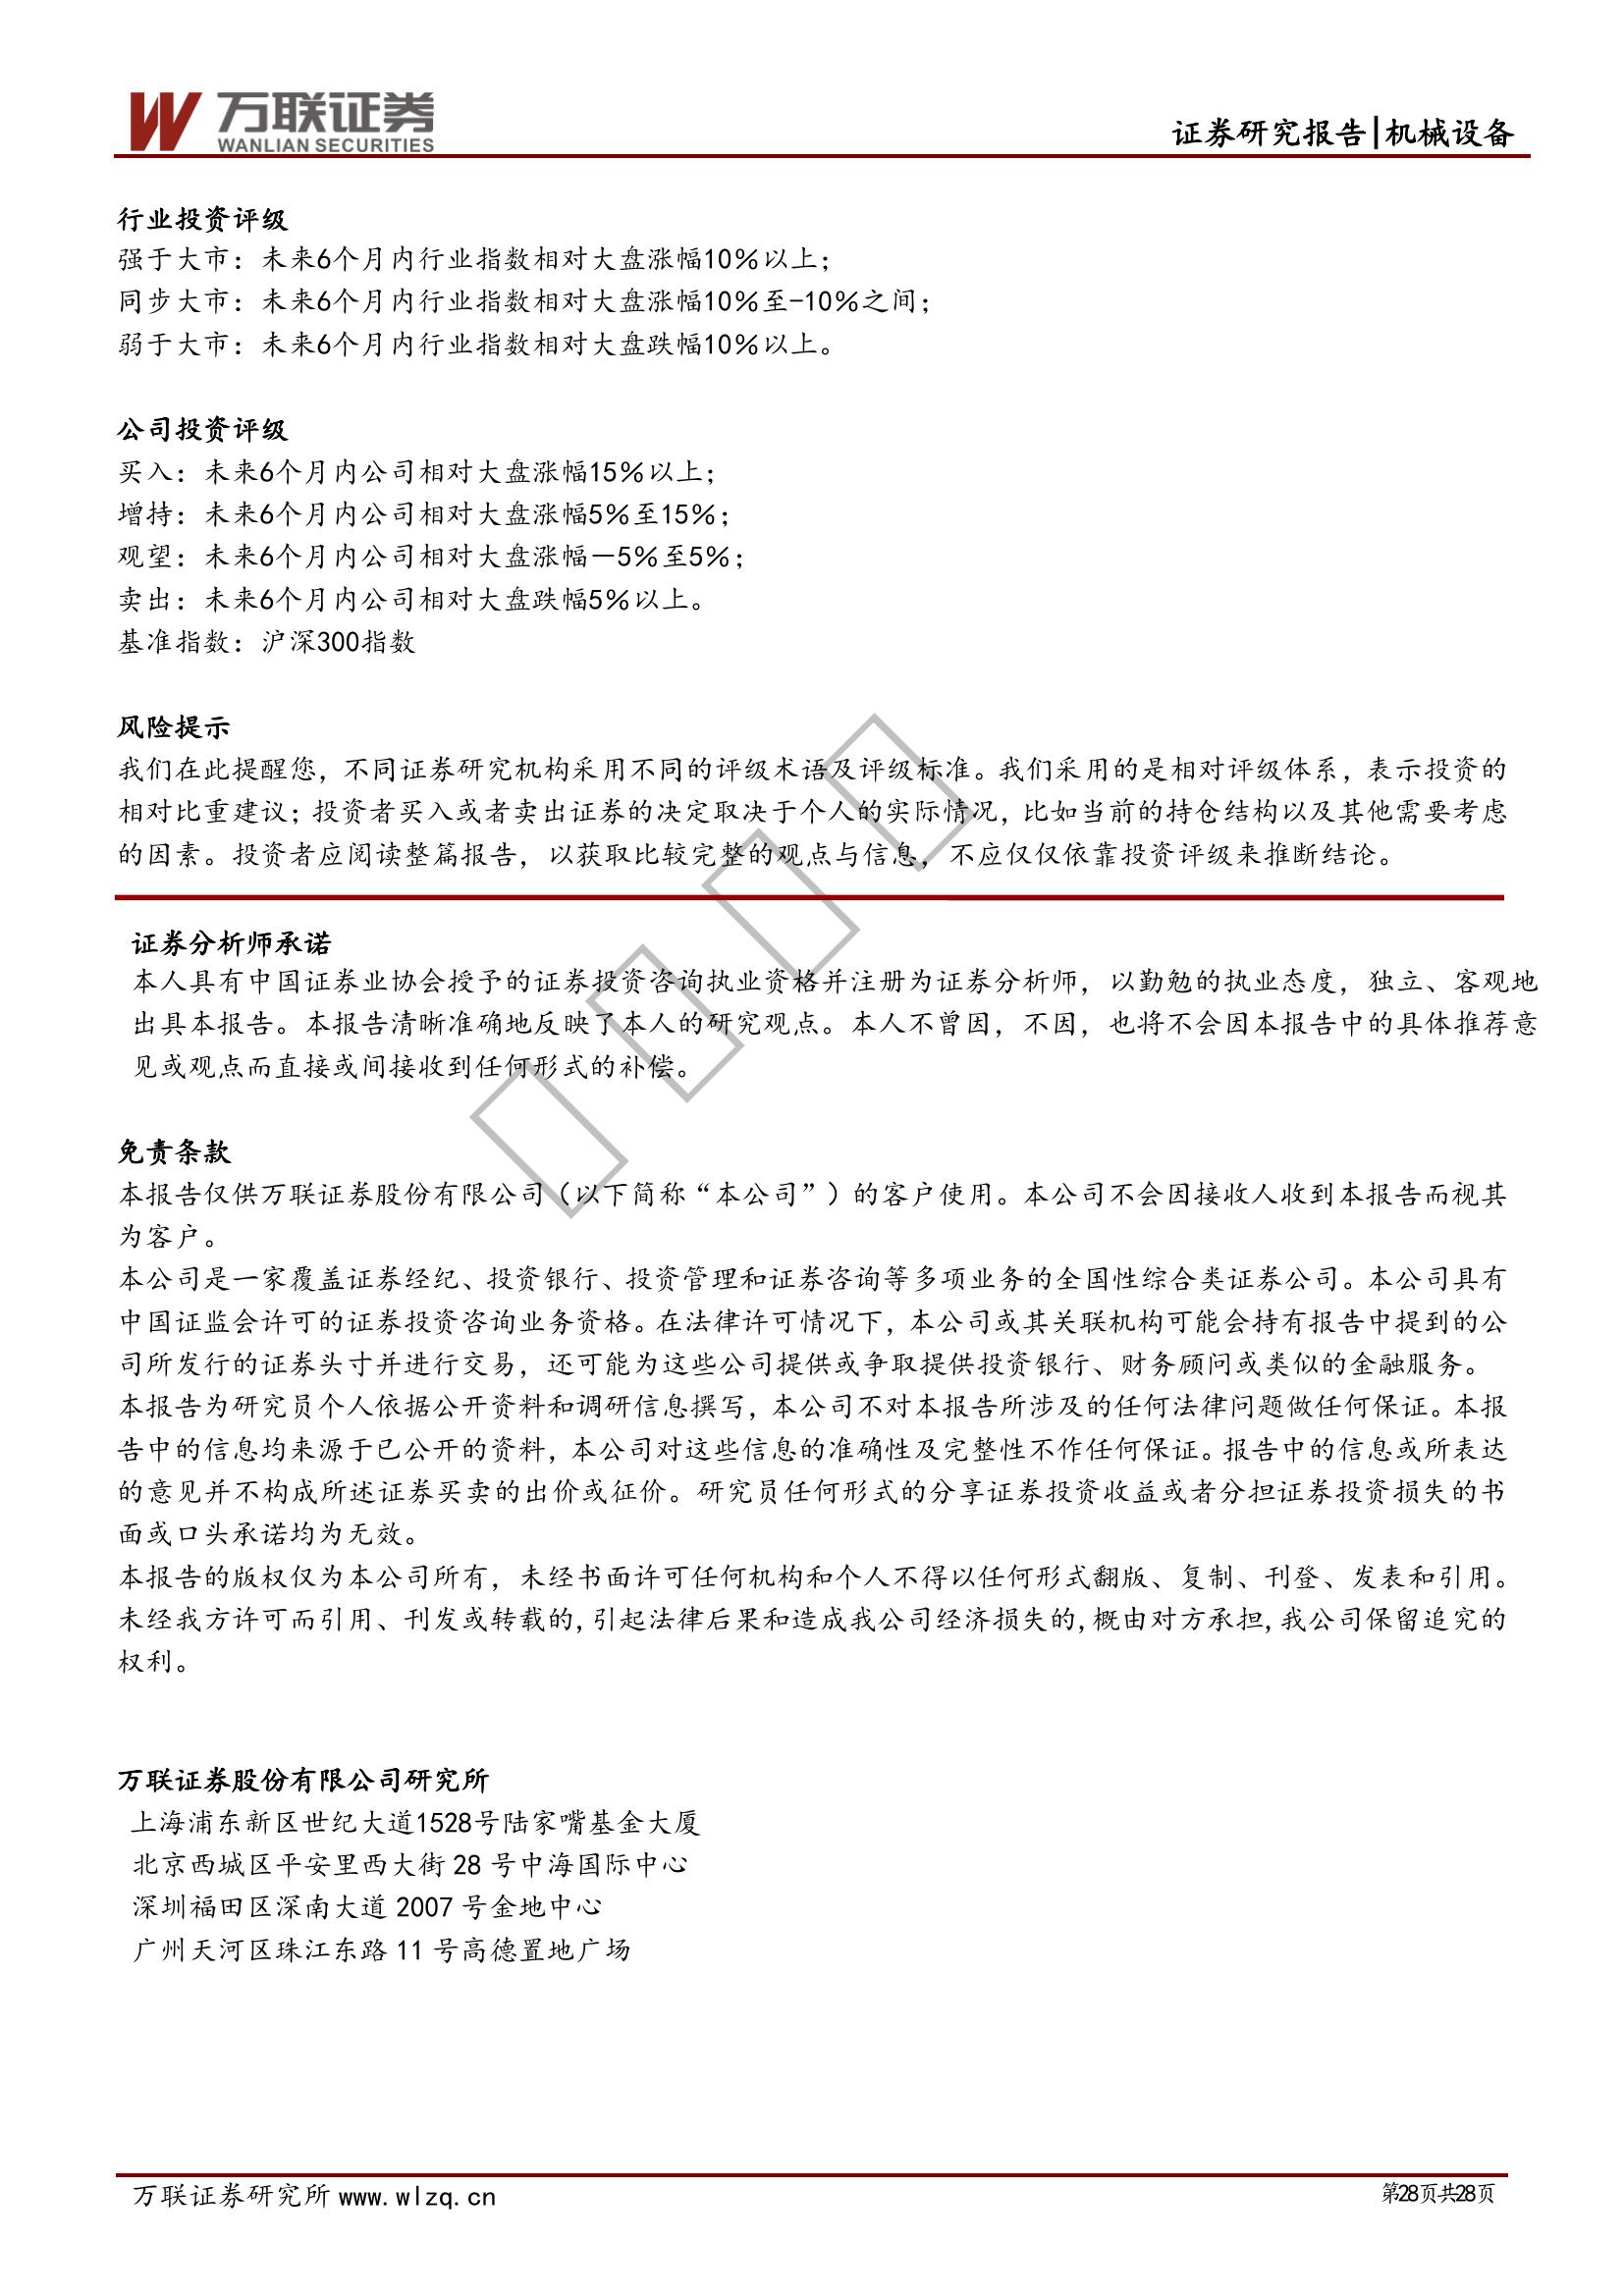 万联证券
WANLIAN SECURITIES
证券研究报告|机械设备
行业投资评级
强于大市：未来6个月内行业指数相对大盘涨幅10％以上；
同步大市：未来6个月内行业指数相对大盘涨幅10％至-10％之间；
弱于大市：未来6个月内行业指数相对大盘跌幅10％以上。
公司投资评级
买入：未来6个月内公司相对大盘涨幅15％以上；
增持：未来6个月内公司相对大盘涨幅5％至15％；
观望：未来6个月内公司相对大盘涨幅－5％至5％；
卖出：未来6个月内公司相对大盘跌幅5％以上。
基准指数：沪深300指数
风险提示
我们在此提醒您，不同证券研究机构采用不同的评级术语及评级标准。我们采用的是相对评级体系，表示投资的
相对比重建议；投资者买入或者卖出证券的决定取决于个人的实际情况，比如当前的持仓结构以及其他需要考虑
的因素。投资者应阅读整篇报告，以获取比较完整的观点与信息，不应仅仅依靠投资评级来推断结论。
证券分析师承诺
本人具有中国证券业协会授予的证券投资咨询执业资格并注册为证券分析师，以勤勉的执业态度，独立、客观地
出具本报告。本报告清晰准确地反映了本人的研究观点。本人不曾因，不因，也将不会因本报告中的具体推荐意
见或观点而直接或间接收到任何形式的补偿。
免责条款
本报告仅供万联证券股份有限公司（以下简称“本公司”）的客户使用。本公司不会因接收人收到本报告而视其
为客户。
本公司是一家覆盖证券经纪、投资银行、投资管理和证券咨询等多项业务的全国性综合类证券公司。本公司具有
中国证监会许可的证券投资咨询业务资格。在法律许可情况下，本公司或其关联机构可能会持有报告中提到的公
司所发行的证券头寸并进行交易，还可能为这些公司提供或争取提供投资银行、财务顾问或类似的金融服务。
本报告为研究员个人依据公开资料和调研信息撰写，本公司不对本报告所涉及的任何法律问题做任何保证。本报
告中的信息均来源于已公开的资料，本公司对这些信息的准确性及完整性不作任何保证。报告中的信息或所表达
的意见并不构成所述证券买卖的出价或征价。研究员任何形式的分享证券投资收益或者分担证券投资损失的书
面或口头承诺均为无效。
本报告的版权仅为本公司所有，未经书面许可任何机构和个人不得以任何形式翻版、复制、刊登、发表和引用。
未经我方许可而引用、刊发或转载的,引起法律后果和造成我公司经济损失的,概由对方承担,我公司保留追究的
权利。
万联证券股份有限公司研究所
上海浦东新区世纪大道1528号陆家嘴基金大厦
北京西城区平安里西大街 28 号中海国际中心
深圳福田区深南大道 2007 号金地中心
广州天河区珠江东路 11 号高德置地广场
万联证券研究所 www.wlzq.cn
第28页共28页